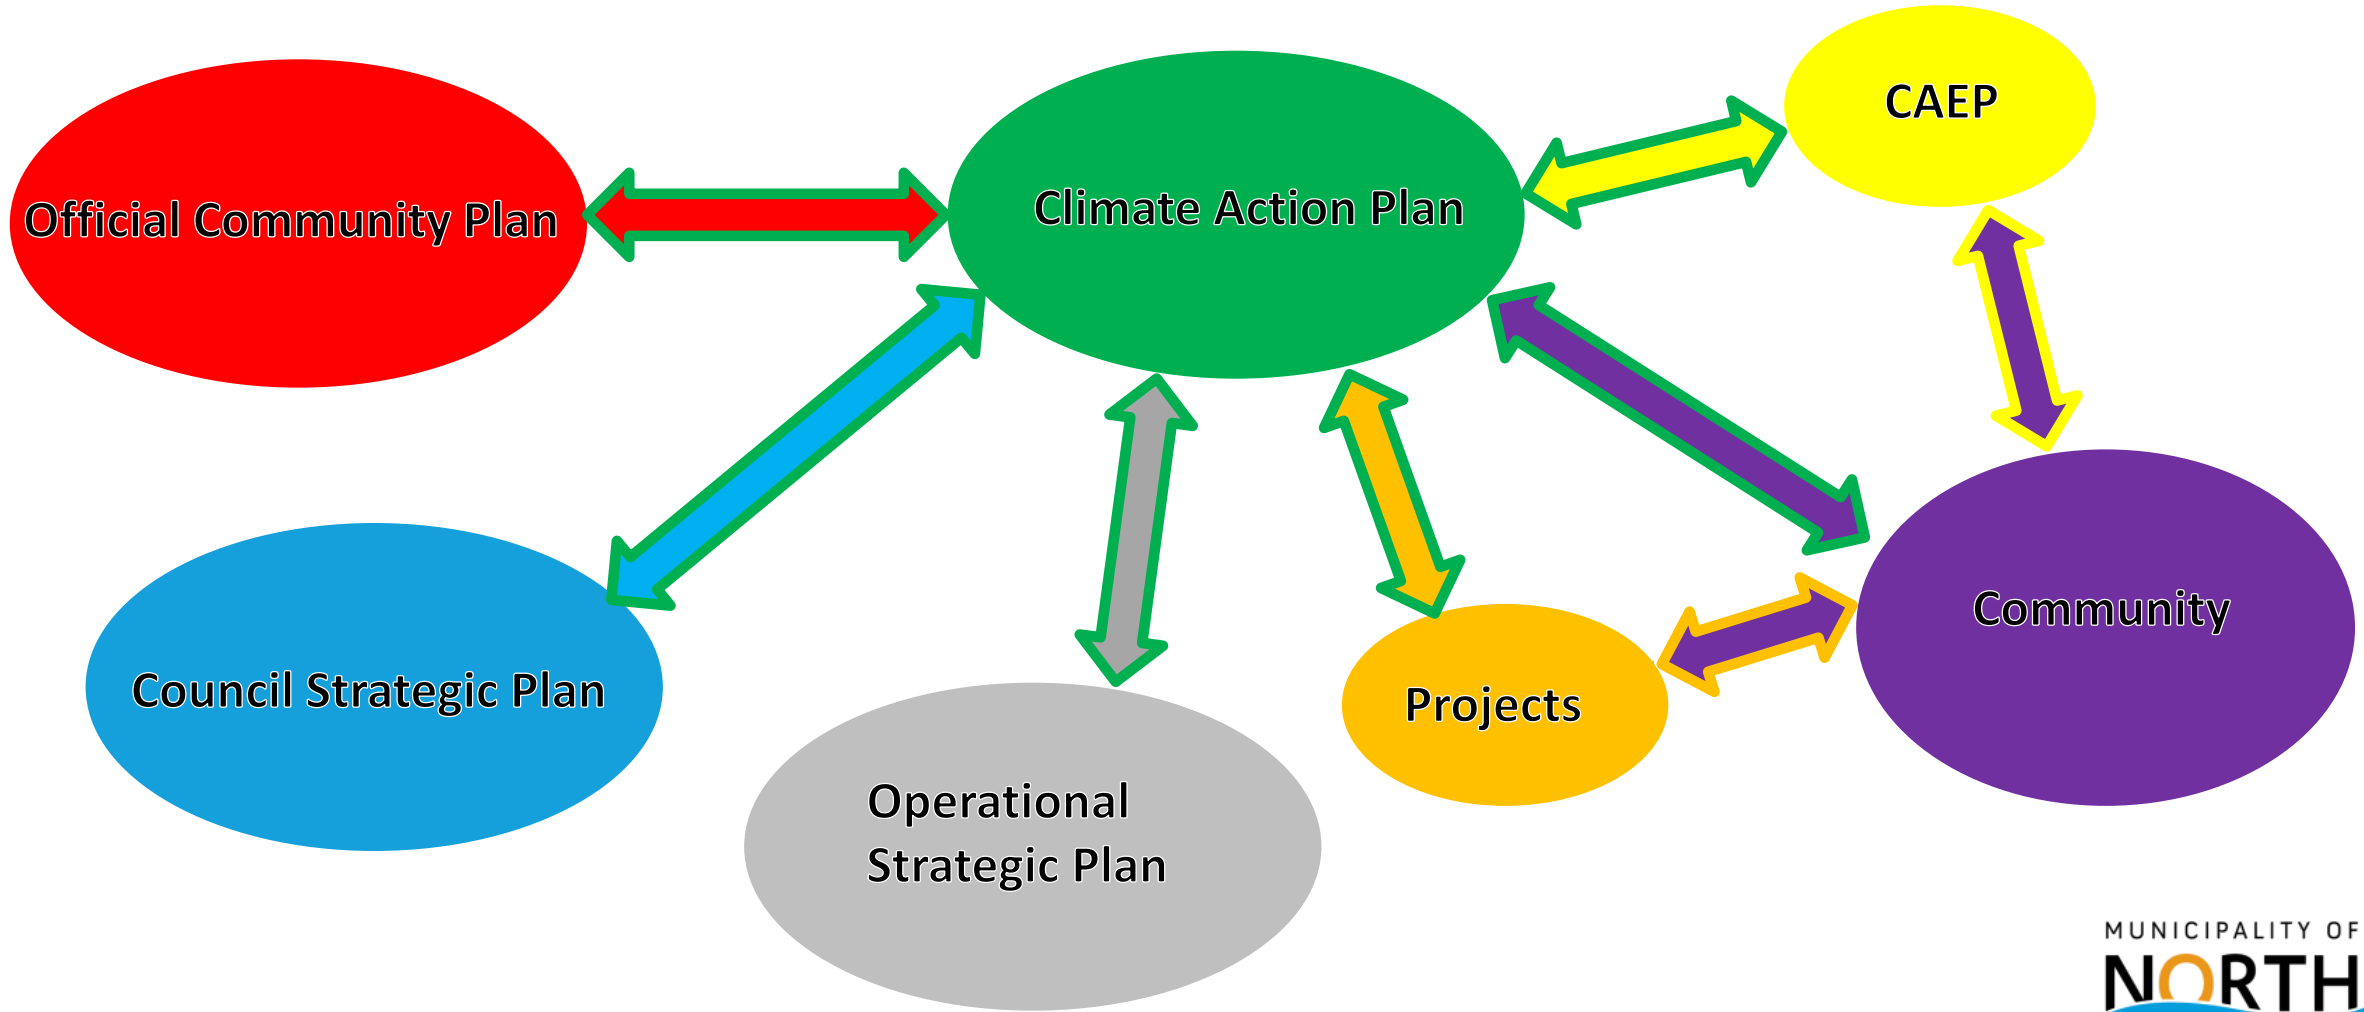 CAEP
Official Community Plan
Climate Action Plan
Community
Council Strategic Plan
Projects
Operational
Strategic Plan
MUNICIPALITY OF
NORTH